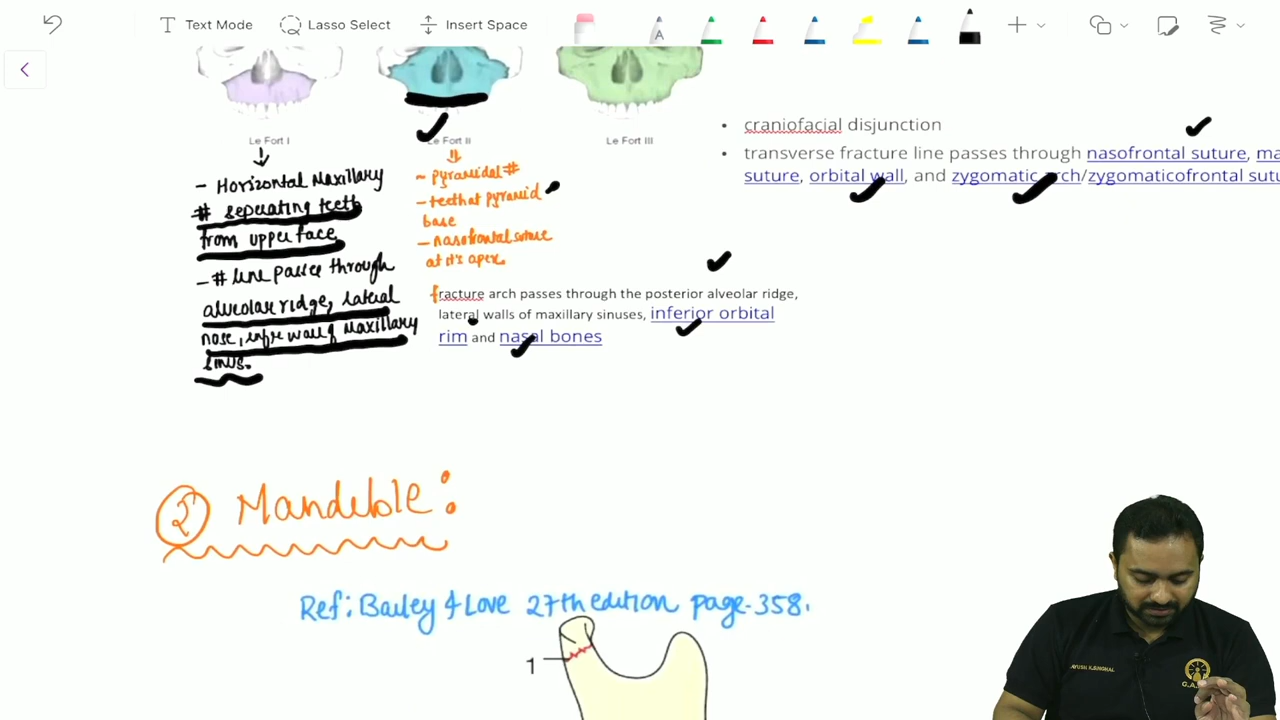 Text Mode
Lasso Select
Insert Space
A
Le Fort I
Le Fort II
Le Fort III
- Horizontal Maxillary
# seperating teeth
from upper face
- # line passes through
alveolar ridge, lateral
nose, infr wall of Maxillary
sinus.
~ Pyramidal #
- teeth at pyramid
base
- nasofrontal suture
at it's apex.
fracture arch passes through the posterior alveolar ridge,
lateral walls of maxillary sinuses, inferior orbital
rim and nasal bones
• craniofacial disjunction
• transverse fracture line passes through nasofrontal suture, ma
suture, orbital wall, and zygomatic arch/zygomaticofrontal sutu
② Mandible:
Ref: Bailey & Love 27th edition page-358.
1
AYUSH K.SINGHAL